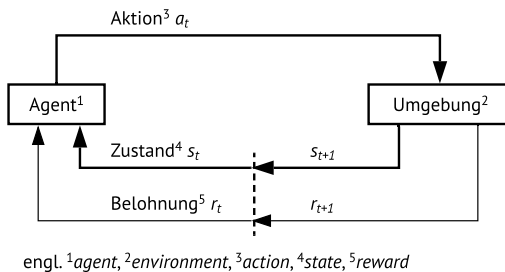 Aktion³ aₜ
Agent¹
Umgebung²
Zustand⁴ sₜ
sₜ₊₁
Belohnung⁵ rₜ
rₜ₊₁
engl. ¹agent, ²environment, ³action, ⁴state, ⁵reward